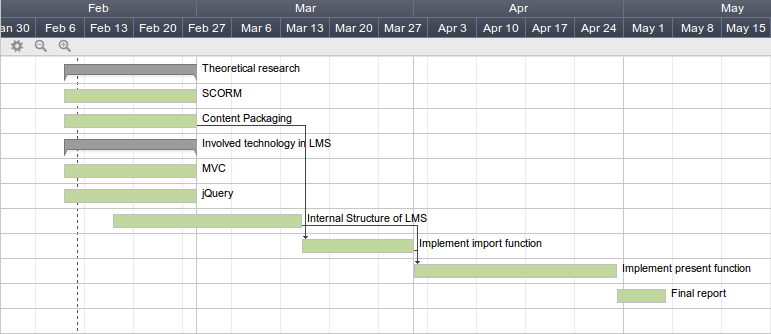 Feb Mar Apr May
an 30 Feb 6 Feb 13 Feb 20 Feb 27 Mar 6 Mar 13 Mar 20 Mar 27 Apr 3 Apr 10 Apr 17 Apr 24 May 1 May 8 May 15
Theoretical research
SCORM
Content Packaging
Involved technology in LMS
MVC
jQuery
Internal Structure of LMS
Implement import function
Implement present function
Final report